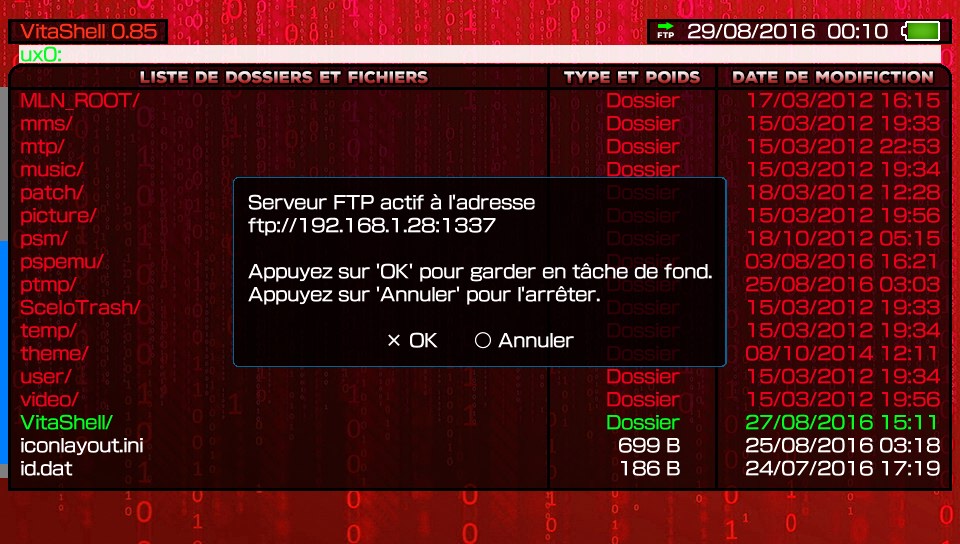 VitaShell 0.85
FTP 29/08/2016 00:10
ux0:
LISTE DE DOSSIERS ET FICHIERS TYPE ET POIDS DATE DE MODIFICTION
MLN_ROOT/ Dossier 17/03/2012 16:15
mms/ Dossier 15/03/2012 19:33
mtp/ Dossier 15/03/2012 22:53
music/ Dossier 15/03/2012 19:34
patch/ Dossier 18/03/2012 12:28
picture/ Dossier 15/03/2012 19:56
psm/ Dossier 18/10/2012 05:15
pspemu/ Dossier 03/08/2016 16:21
ptmp/ Dossier 25/08/2016 03:03
SceIoTrash/ Dossier 15/03/2012 19:33
temp/ Dossier 15/03/2012 19:34
theme/ Dossier 08/10/2014 12:11
user/ Dossier 15/03/2012 19:34
video/ Dossier 15/03/2012 19:56
VitaShell/ Dossier 27/08/2016 15:11
iconlayout.ini 699 B 25/08/2016 03:18
id.dat 186 B 24/07/2016 17:19
Serveur FTP actif à l'adresse
ftp://192.168.1.28:1337
Appuyez sur 'OK' pour garder en tâche de fond.
Appuyez sur 'Annuler' pour l'arrêter.
× OK ○ Annuler